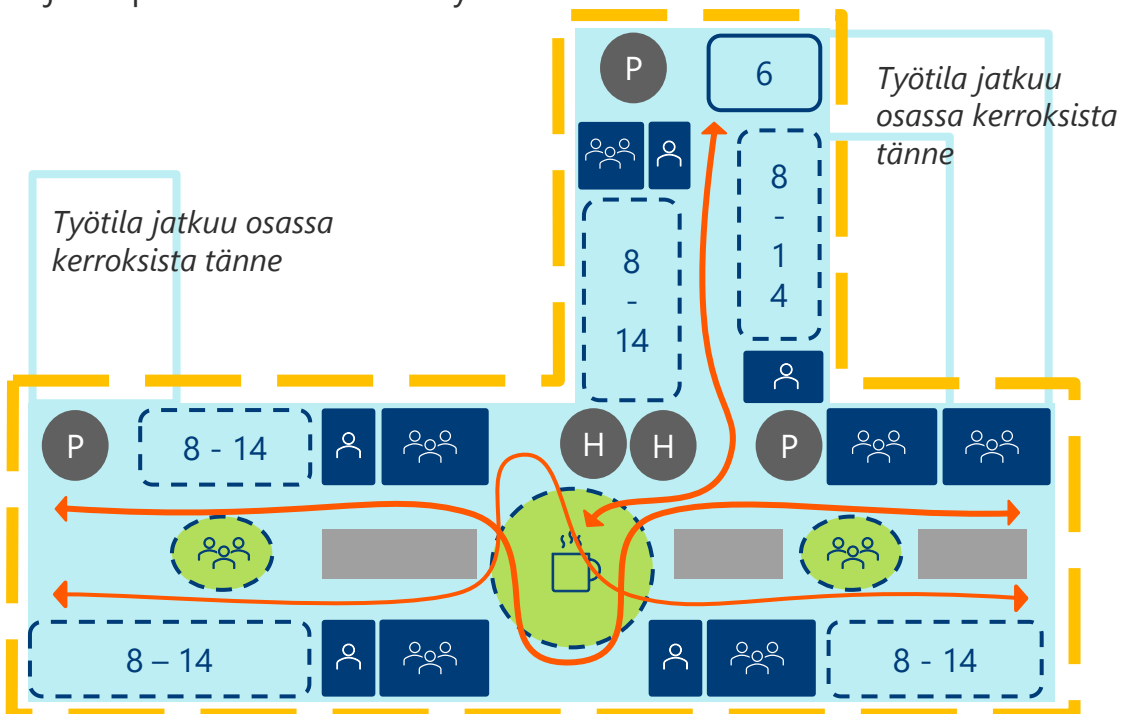 P
6
Työtila jatkuu
osassa kerroksista
tänne
8
-
1
4
Työtila jatkuu osassa
kerroksista tänne
8
-
14
P
8 - 14
H
H
P
8 – 14
8 - 14